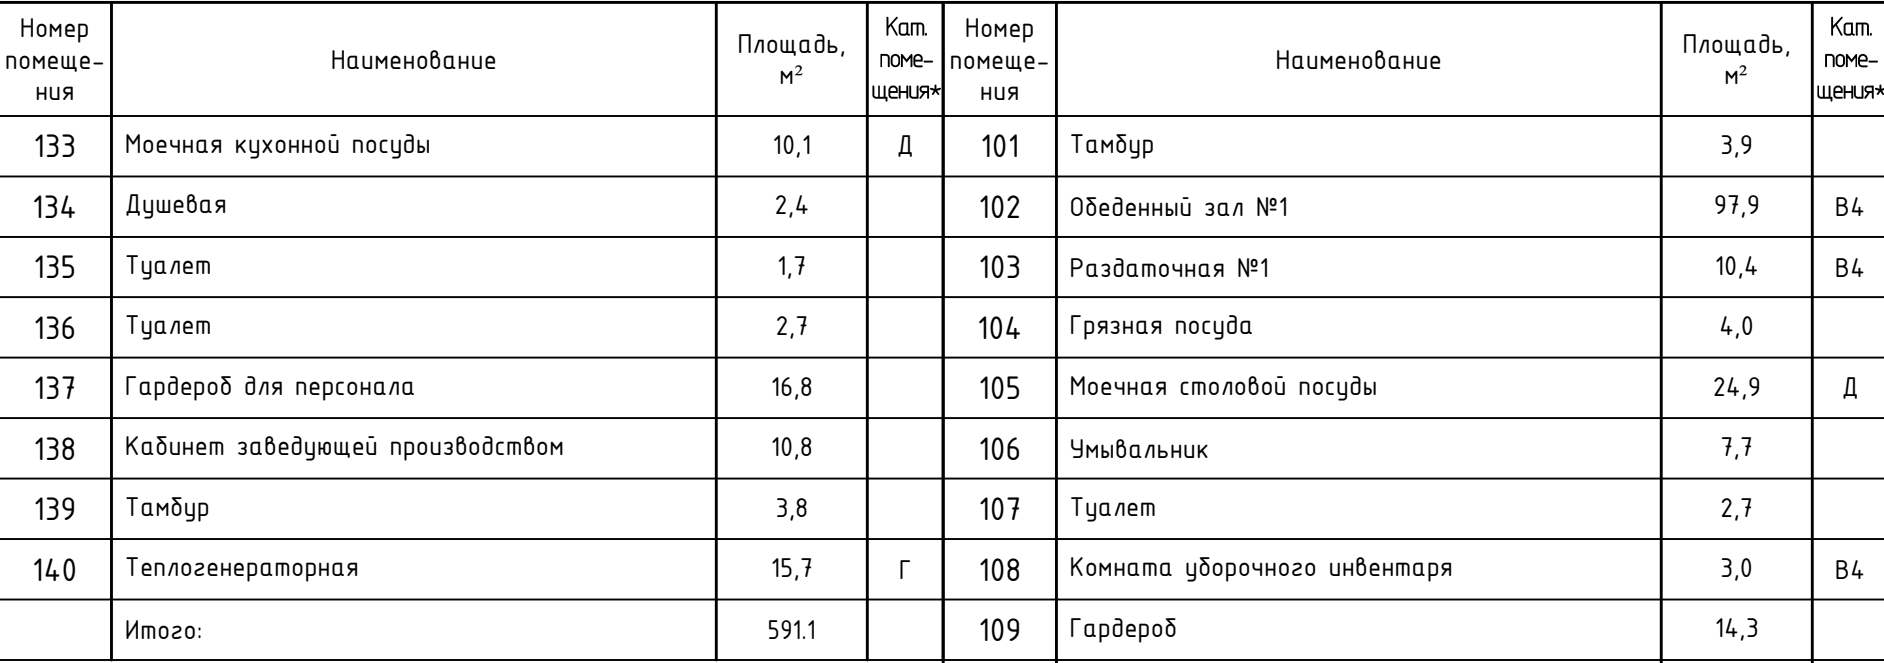 Номер помеще-ния Наименование Площадь, м² Кат. поме-щения* Номер помеще-ния Наименование Площадь, м² Кат. поме-щения*
133 Моечная кухонной посуды 10,1 Д 101 Тамбур 3,9
134 Душевая 2,4 102 Обеденный зал №1 97,9 В4
135 Туалет 1,7 103 Раздаточная №1 10,4 В4
136 Туалет 2,7 104 Грязная посуда 4,0
137 Гардероб для персонала 16,8 105 Моечная столовой посуды 24,9 Д
138 Кабинет заведующей производством 10,8 106 Умывальник 7,7
139 Тамбур 3,8 107 Туалет 2,7
140 Теплогенераторная 15,7 Г 108 Комната уборочного инвентаря 3,0 В4
Итого: 591.1 109 Гардероб 14,3